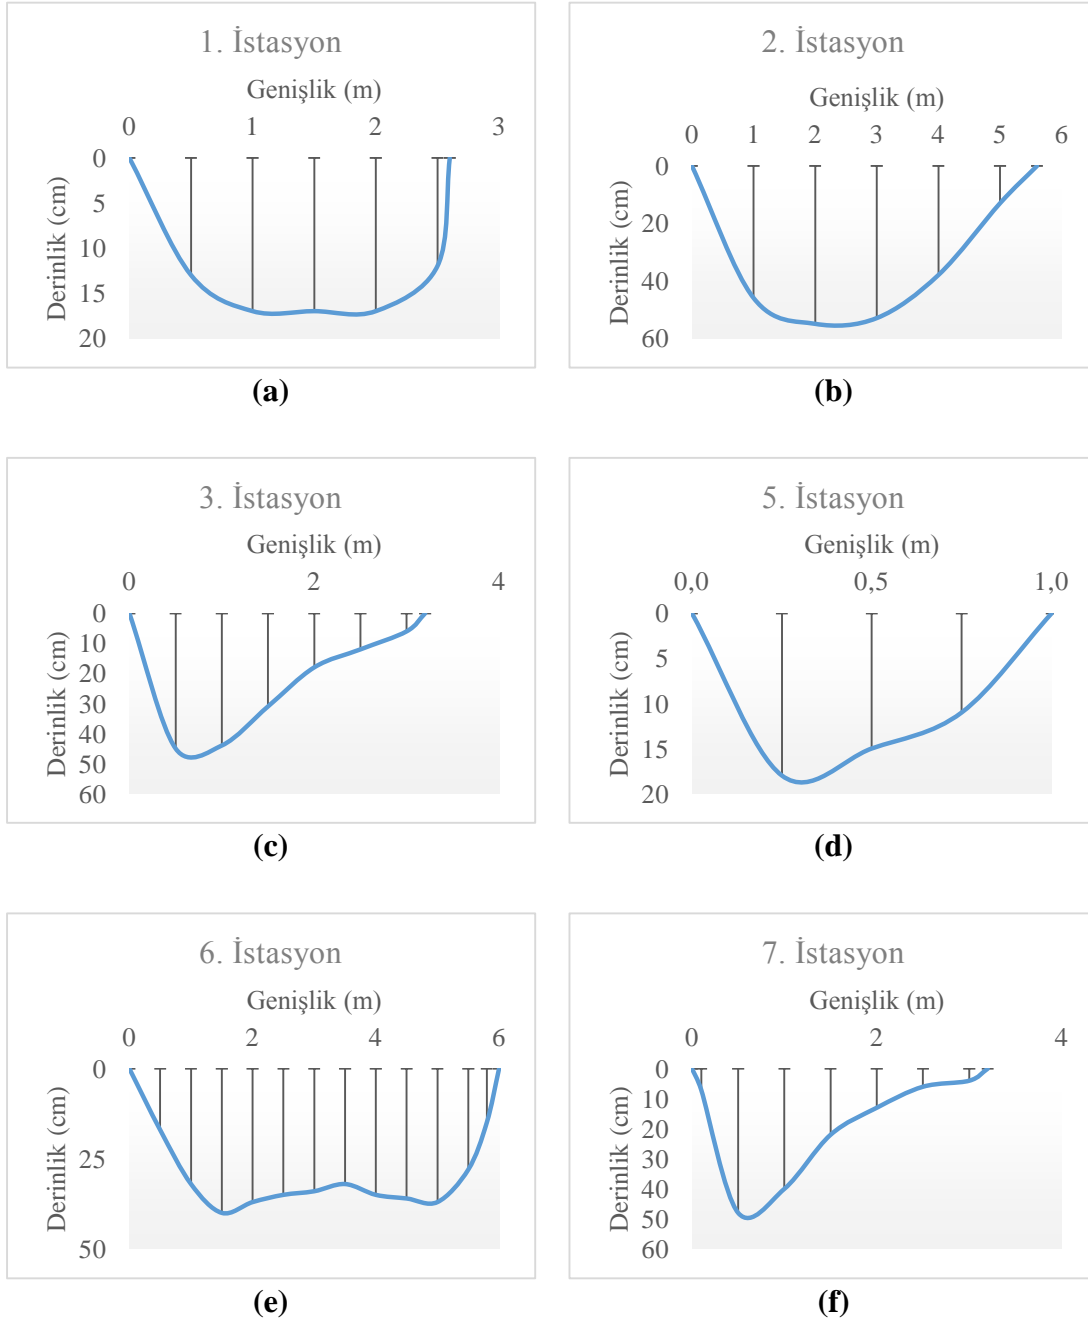 1. İstasyon
Genişlik (m)
0 1 2 3
Derinlik (cm)
0
5
10
15
20
(a)
2. İstasyon
Genişlik (m)
0 1 2 3 4 5 6
Derinlik (cm)
0
20
40
60
(b)
3. İstasyon
Genişlik (m)
0 2 4
Derinlik (cm)
0
10
20
30
40
50
60
(c)
5. İstasyon
Genişlik (m)
0,0 0,5 1,0
Derinlik (cm)
0
5
10
15
20
(d)
6. İstasyon
Genişlik (m)
0 2 4 6
Derinlik (cm)
0
25
50
(e)
7. İstasyon
Genişlik (m)
0 2 4
Derinlik (cm)
0
10
20
30
40
50
60
(f)